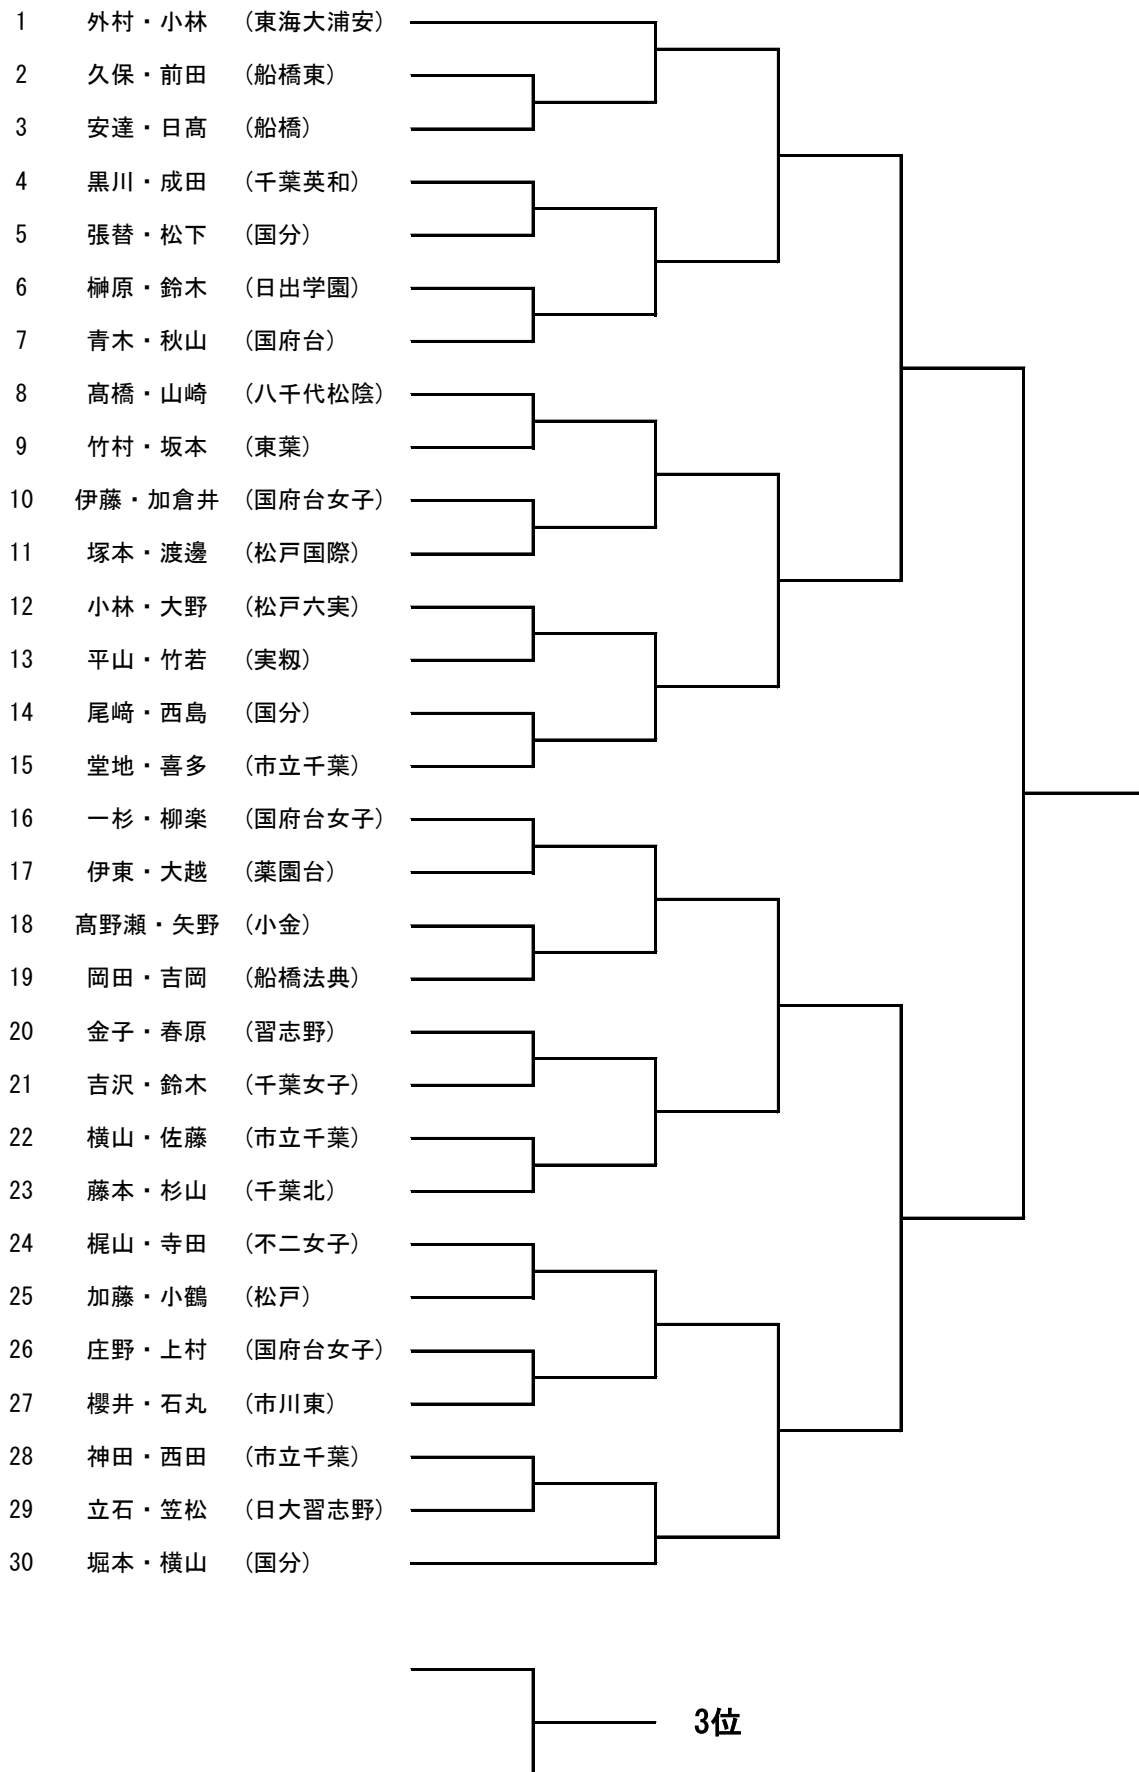 1 外村・小林 (東海大浦安)
2 久保・前田 (船橋東)
3 安達・日髙 (船橋)
4 黒川・成田 (千葉英和)
5 張替・松下 (国分)
6 榊原・鈴木 (日出学園)
7 青木・秋山 (国府台)
8 髙橋・山崎 (八千代松陰)
9 竹村・坂本 (東葉)
10 伊藤・加倉井 (国府台女子)
11 塚本・渡邊 (松戸国際)
12 小林・大野 (松戸六実)
13 平山・竹若 (実籾)
14 尾﨑・西島 (国分)
15 堂地・喜多 (市立千葉)
16 一杉・柳楽 (国府台女子)
17 伊東・大越 (薬園台)
18 髙野瀬・矢野 (小金)
19 岡田・吉岡 (船橋法典)
20 金子・春原 (習志野)
21 吉沢・鈴木 (千葉女子)
22 横山・佐藤 (市立千葉)
23 藤本・杉山 (千葉北)
24 梶山・寺田 (不二女子)
25 加藤・小鶴 (松戸)
26 庄野・上村 (国府台女子)
27 櫻井・石丸 (市川東)
28 神田・西田 (市立千葉)
29 立石・笠松 (日大習志野)
30 堀本・横山 (国分)
3位